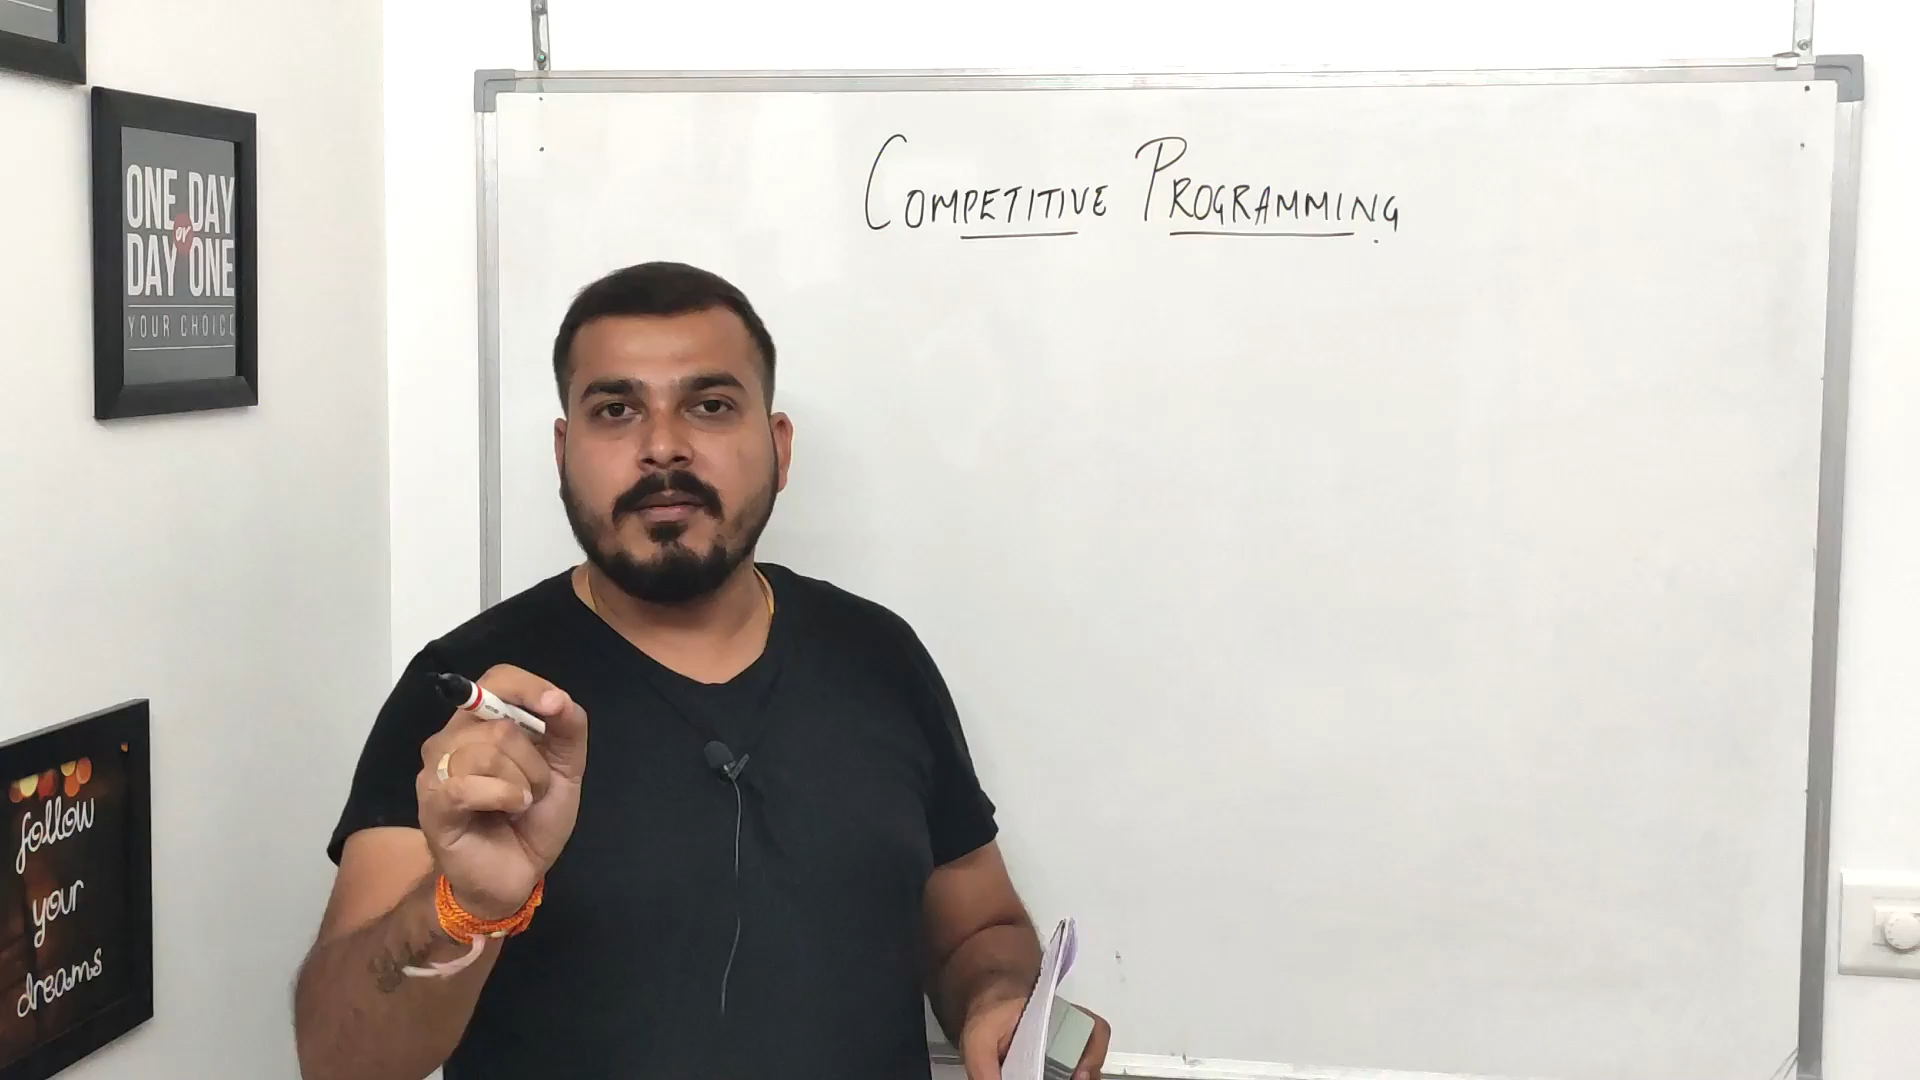 COMPETITIVE PROGRAMMING
ONE DAY
or
DAY ONE
YOUR CHOICE
follow
your
dreams